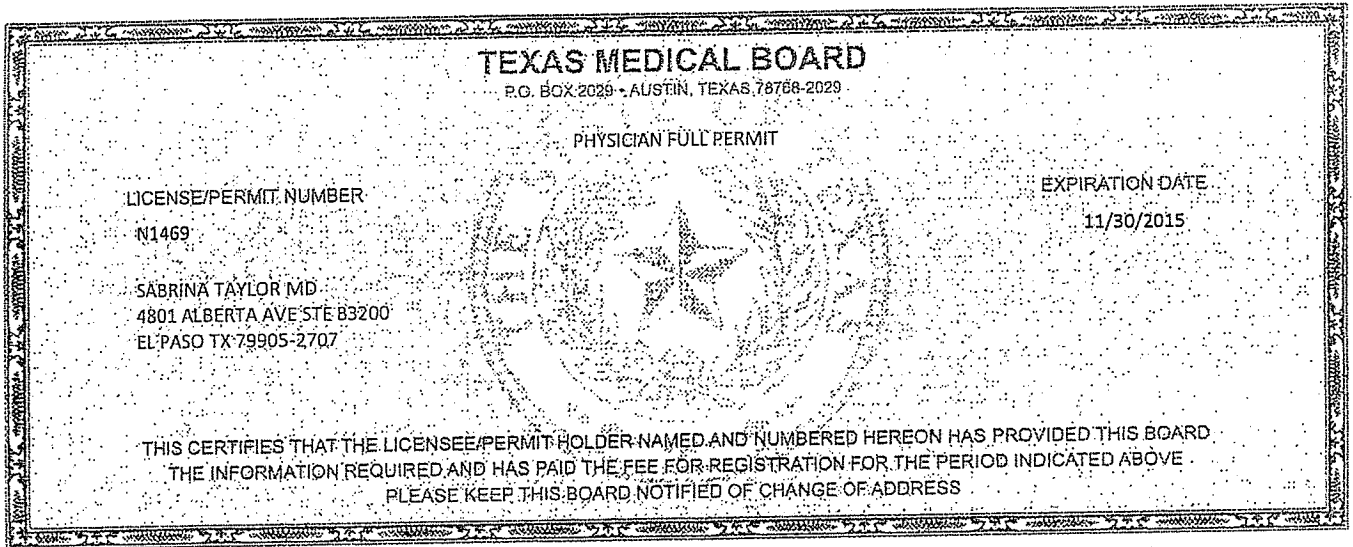 TEXAS MEDICAL BOARD
P.O. BOX 2029 • AUSTIN, TEXAS 78768-2029
PHYSICIAN FULL PERMIT
LICENSE/PERMIT NUMBER
N1469
EXPIRATION DATE
11/30/2015
SABRINA TAYLOR MD
4801 ALBERTA AVE STE B3200
EL PASO TX 79905-2707
THIS CERTIFIES THAT THE LICENSEE/PERMIT HOLDER NAMED AND NUMBERED HEREON HAS PROVIDED THIS BOARD
THE INFORMATION REQUIRED AND HAS PAID THE FEE FOR REGISTRATION FOR THE PERIOD INDICATED ABOVE
PLEASE KEEP THIS BOARD NOTIFIED OF CHANGE OF ADDRESS